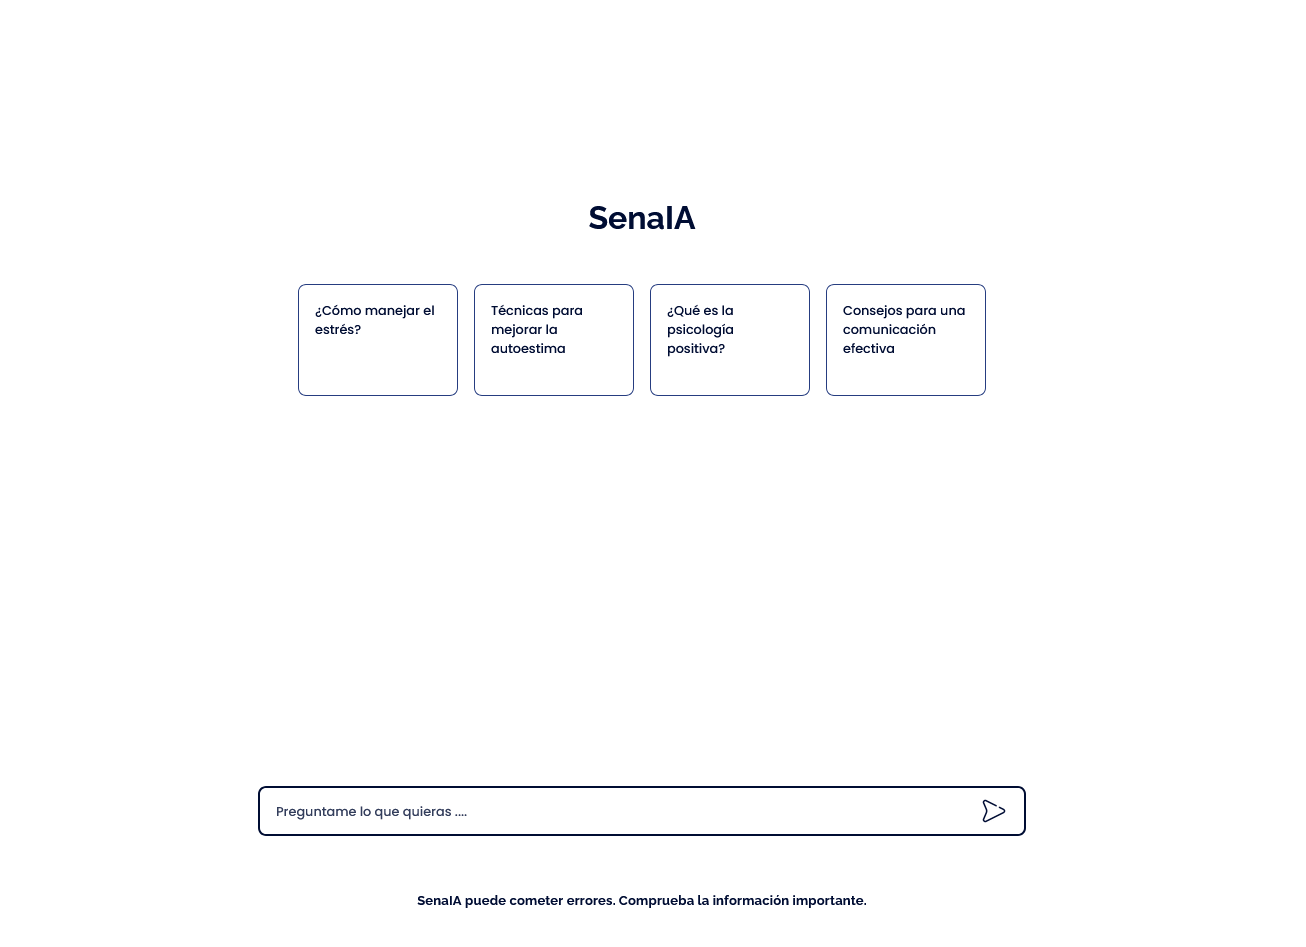 SenaIA
¿Cómo manejar el
estrés?
Técnicas para
mejorar la
autoestima
¿Qué es la
psicología
positiva?
Consejos para una
comunicación
efectiva
Preguntame lo que quieras ....
SenaIA puede cometer errores. Comprueba la información importante.